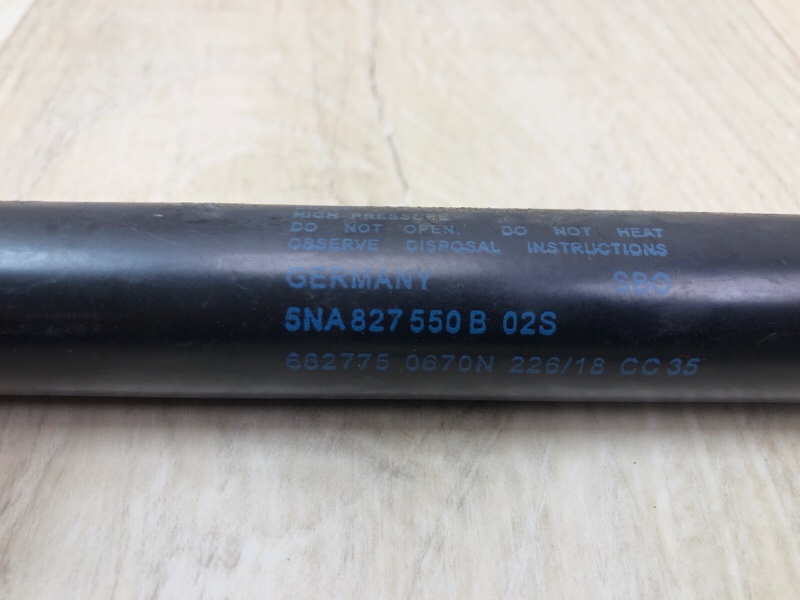 HIGH PRESSURE
DO NOT OPEN. DO NOT HEAT
OBSERVE DISPOSAL INSTRUCTIONS
GERMANY
5NA 827 550 B 02S
662775 0670N 226/18 CC 35